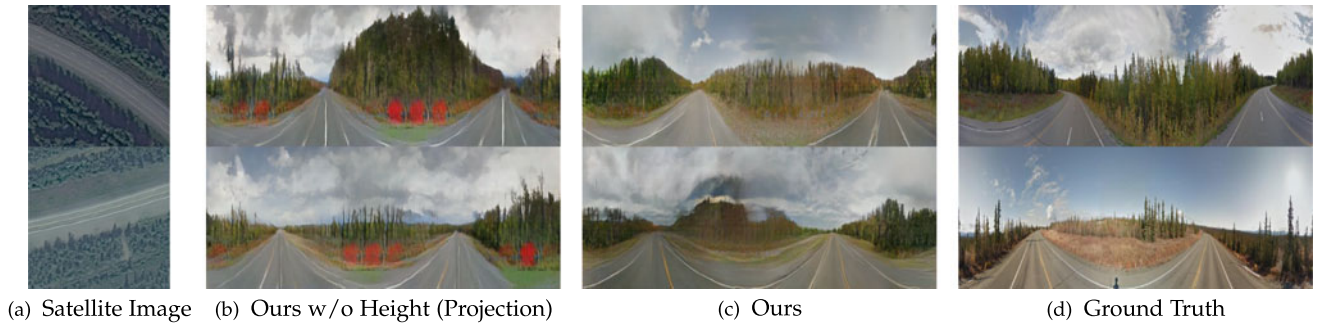 (a) Satellite Image
(b) Ours w/o Height (Projection)
(c) Ours
(d) Ground Truth